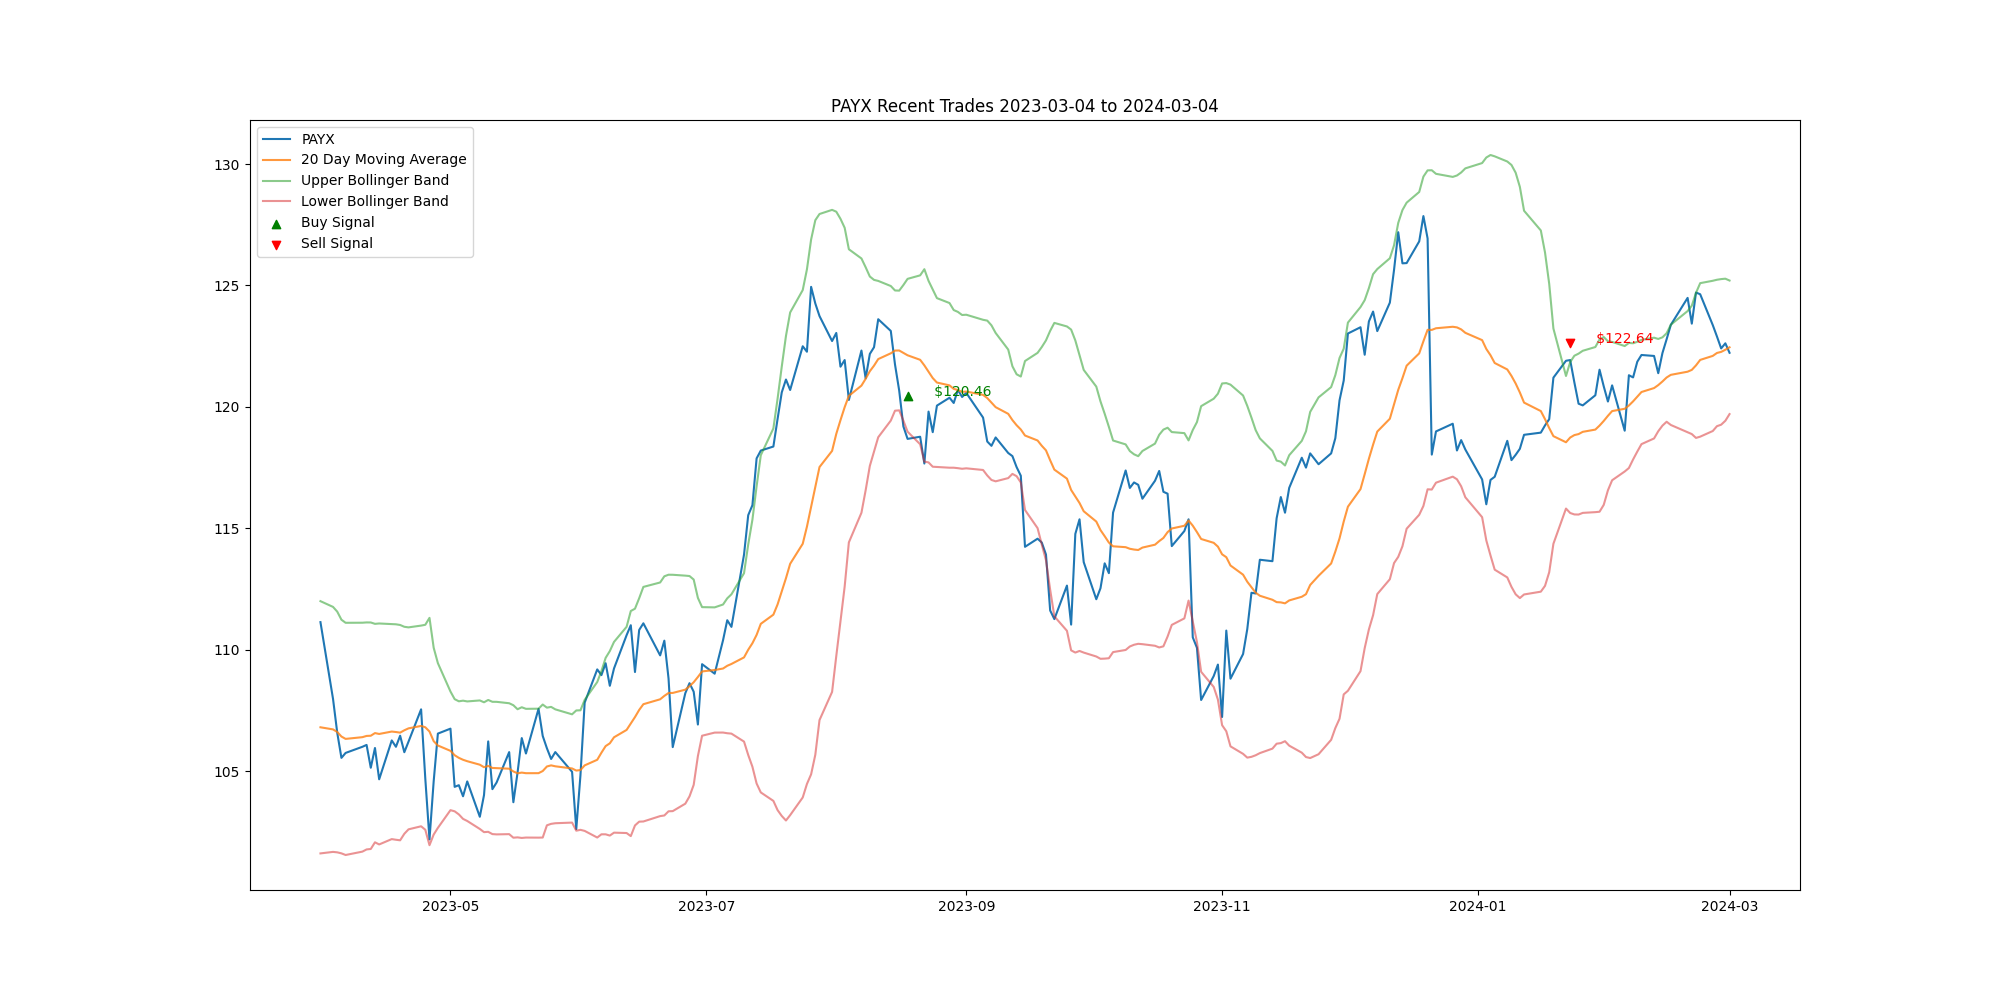 PAYX Recent Trades 2023-03-04 to 2024-03-04
PAYX
20 Day Moving Average
Upper Bollinger Band
Lower Bollinger Band
Buy Signal
Sell Signal
130
125
120
115
110
105
$122.64
$120.46
2023-05
2023-07
2023-09
2023-11
2024-01
2024-03